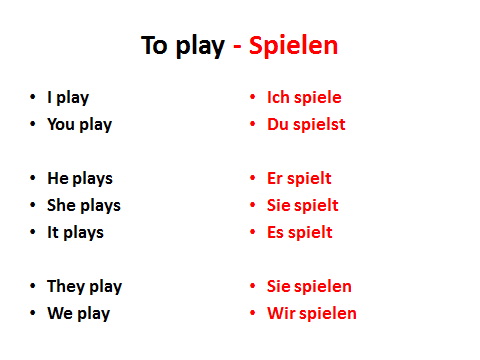 To play - Spielen
• I play
• You play
• He plays
• She plays
• It plays
• They play
• We play
• Ich spiele
• Du spielst
• Er spielt
• Sie spielt
• Es spielt
• Sie spielen
• Wir spielen